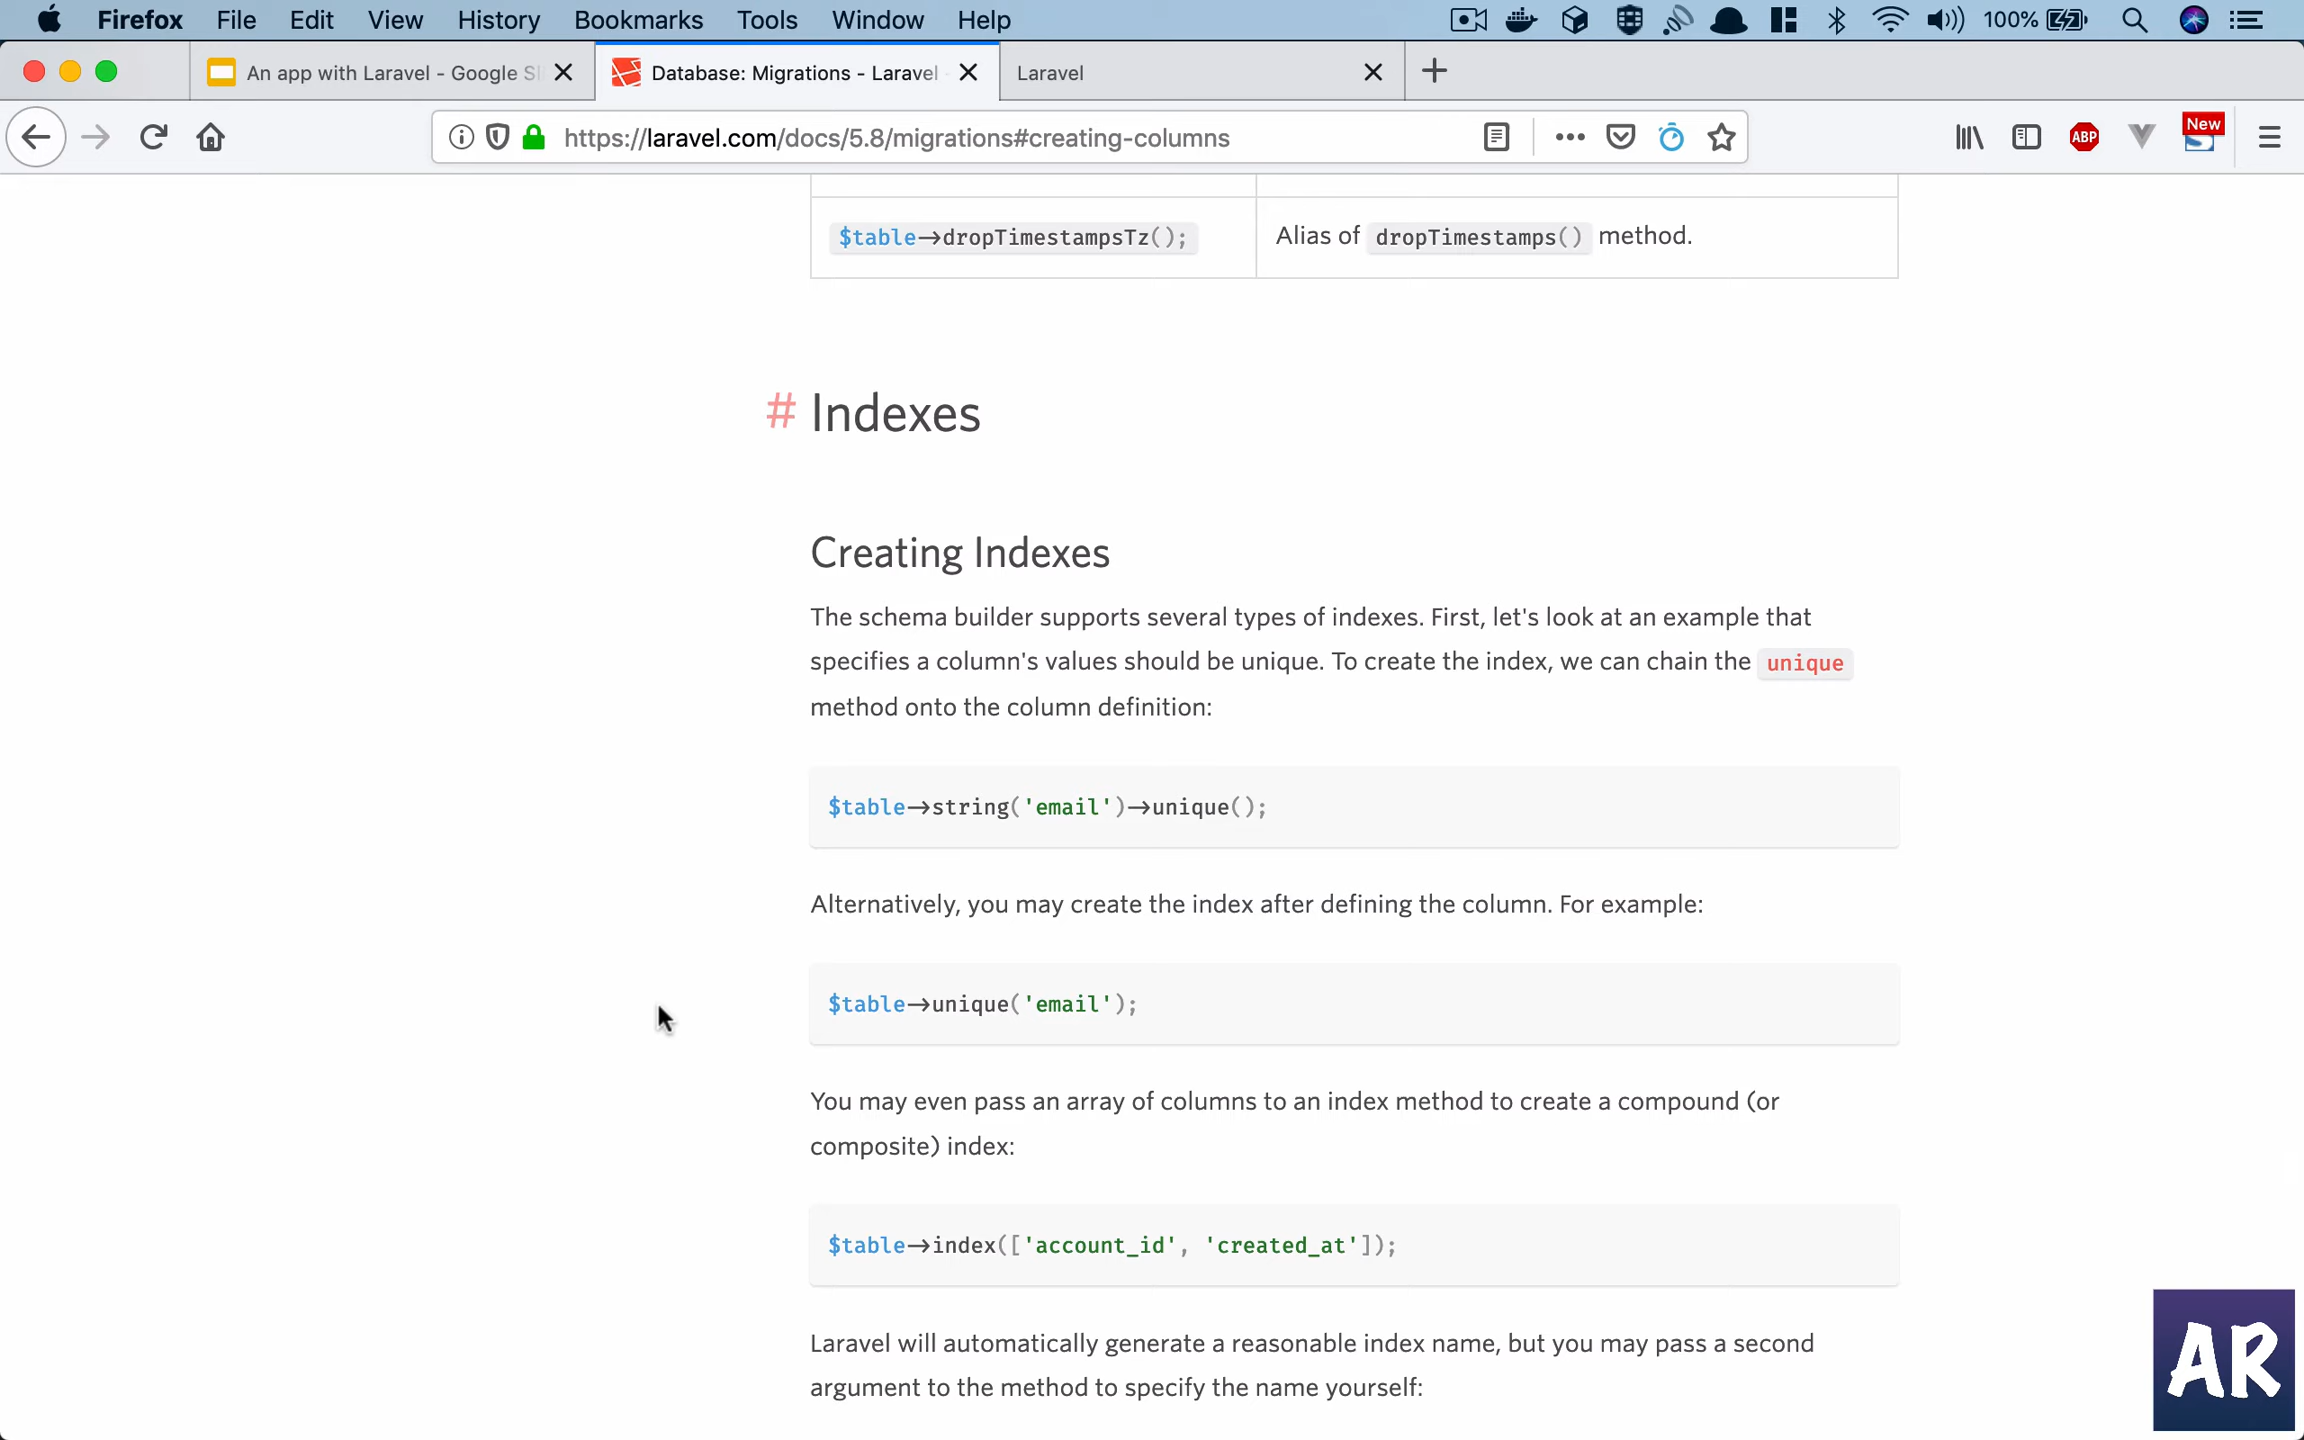 Firefox File Edit View History Bookmarks Tools Window Help 100%
An app with Laravel - Google Sl
Database: Migrations - Laravel
Laravel
https://laravel.com/docs/5.8/migrations#creating-columns
ABP
New
$table→dropTimestampsTz(); Alias of dropTimestamps() method.
# Indexes
Creating Indexes
The schema builder supports several types of indexes. First, let's look at an example that
specifies a column's values should be unique. To create the index, we can chain the unique
method onto the column definition:
$table→string('email')→unique();
Alternatively, you may create the index after defining the column. For example:
$table→unique('email');
You may even pass an array of columns to an index method to create a compound (or
composite) index:
$table→index(['account_id', 'created_at']);
Laravel will automatically generate a reasonable index name, but you may pass a second
argument to the method to specify the name yourself:
AR